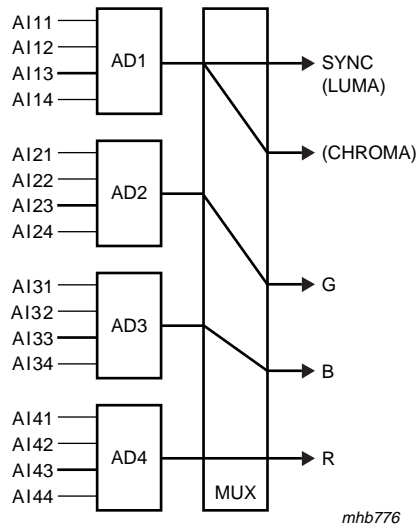 AI11
AI12
AI13
AI14
AD1
SYNC
(LUMA)
(CHROMA)
AI21
AI22
AI23
AI24
AD2
G
AI31
AI32
AI33
AI34
AD3
B
AI41
AI42
AI43
AI44
AD4
R
MUX
mhb776